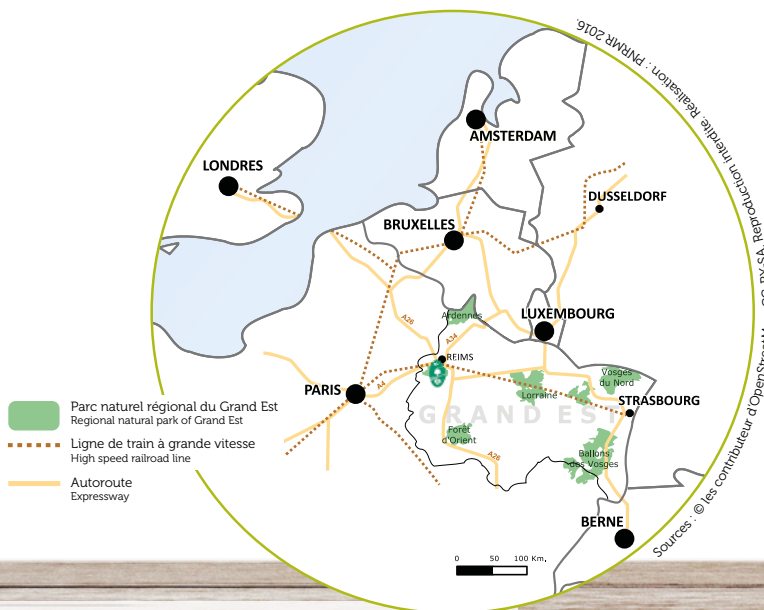 AMSTERDAM
LONDRES
DUSSELDORF
BRUXELLES
LUXEMBOURG
Ardennes
A26
A34
REIMS
PARIS
A4
Vosges
du Nord
Lorraine
STRASBOURG
GRAND EST
Forêt
d'Orient
A26
Ballons
des Vosges
BERNE
Parc naturel régional du Grand Est
Regional natural park of Grand Est
Ligne de train à grande vitesse
High speed railroad line
Autoroute
Expressway
0 50 100 Km.
Sources : © les contributeur d'OpenStreetM CC-BY-SA. Reproduction interdite. Réalisation : PNRMR 2016.